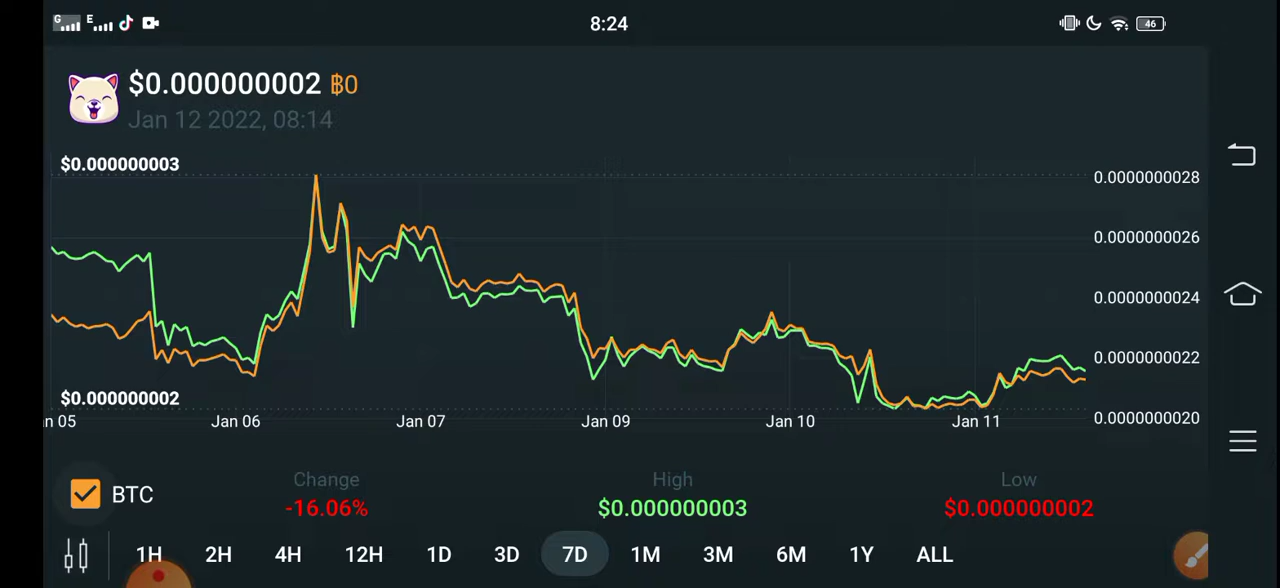 G E 8:24 46
$0.000000002 ₿0
Jan 12 2022, 08:14
$0.000000003
0.0000000028
0.0000000026
0.0000000024
0.0000000022
$0.000000002
0.0000000020
n 05 Jan 06 Jan 07 Jan 09 Jan 10 Jan 11
Change High Low
BTC
-16.06% $0.000000003 $0.000000002
1H 2H 4H 12H 1D 3D 7D 1M 3M 6M 1Y ALL